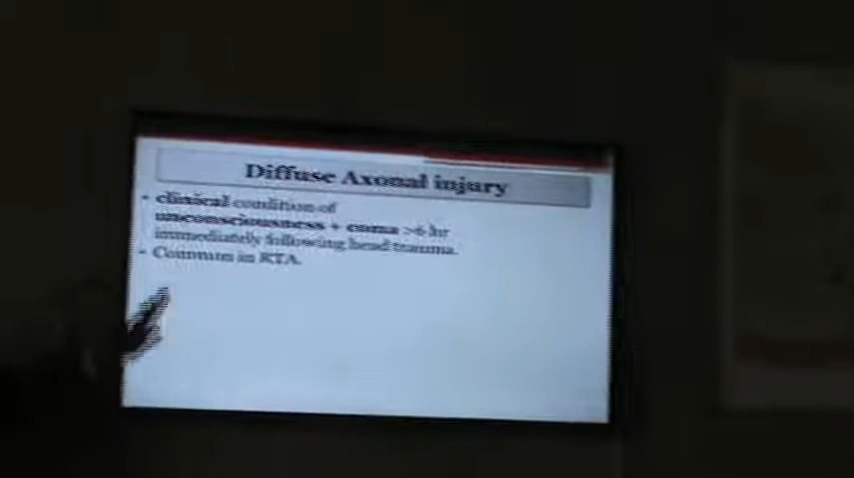 Diffuse Axonal injury
• clinical condition of
unconsciousness + coma >6 hr
immediately following head trauma.
• Common in RTA.